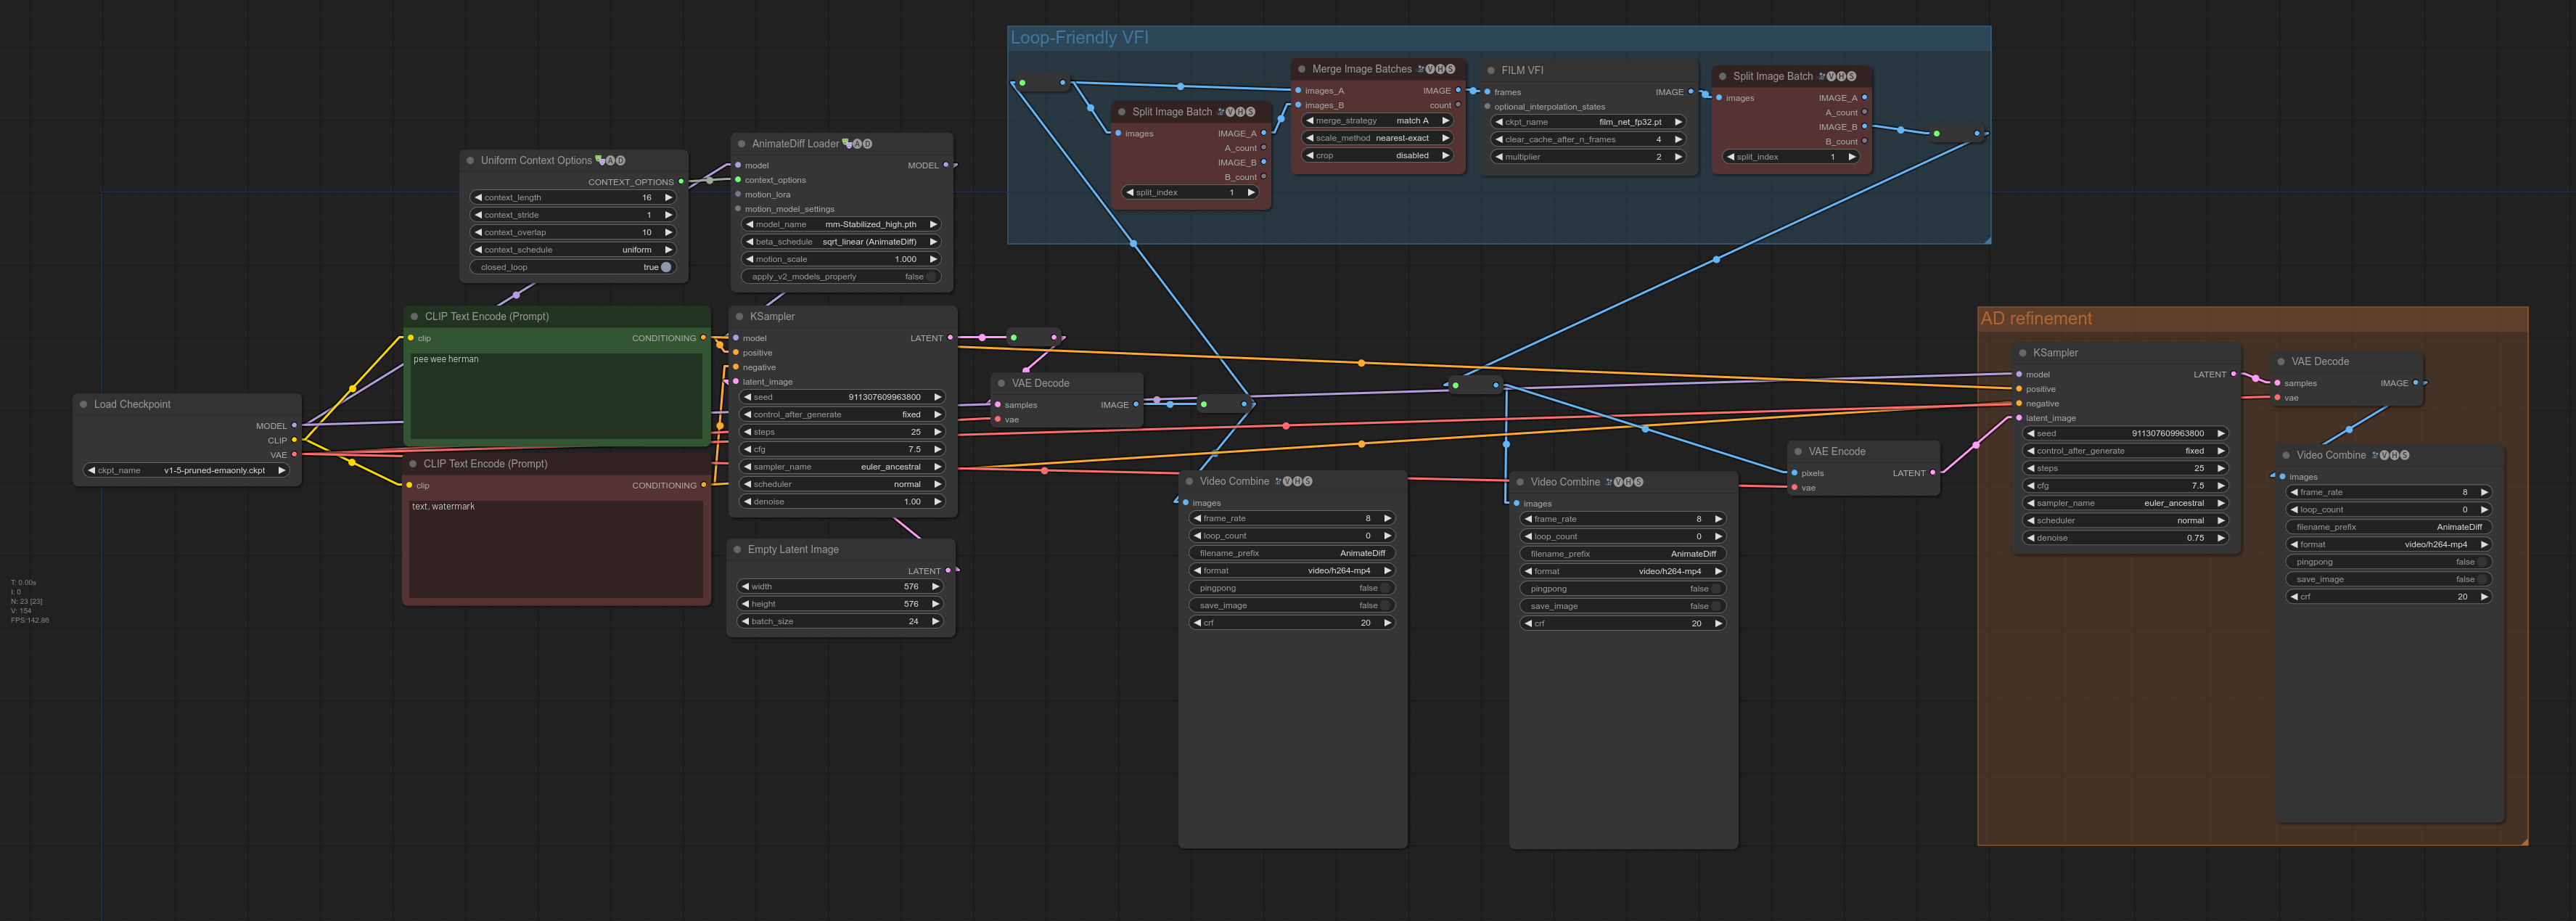 Loop-Friendly VFI
Merge Image Batches VHS
images_A IMAGE
images_B count
merge_strategy match A
scale_method nearest-exact
crop disabled
FILM VFI
frames IMAGE
optional_interpolation_states
ckpt_name film_net_fp32.pt
clear_cache_after_n_frames 4
multiplier 2
Split Image Batch VHS
images IMAGE_A
A_count
IMAGE_B
B_count
split_index 1
Split Image Batch VHS
images IMAGE_A
A_count
IMAGE_B
B_count
split_index 1
Uniform Context Options AD
CONTEXT_OPTIONS
context_length 16
context_stride 1
context_overlap 10
context_schedule uniform
closed_loop true
AnimateDiff Loader AD
model MODEL
context_options
motion_lora
motion_model_settings
model_name mm-Stabilized_high.pth
beta_schedule sqrt_linear (AnimateDiff)
motion_scale 1.000
apply_v2_models_properly false
Load Checkpoint
MODEL
CLIP
VAE
ckpt_name v1-5-pruned-emaonly.ckpt
CLIP Text Encode (Prompt)
clip CONDITIONING
pee wee herman
CLIP Text Encode (Prompt)
clip CONDITIONING
text, watermark
KSampler
model LATENT
positive
negative
latent_image
seed 911307609963800
control_after_generate fixed
steps 25
cfg 7.5
sampler_name euler_ancestral
scheduler normal
denoise 1.00
Empty Latent Image
LATENT
width 576
height 576
batch_size 24
VAE Decode
samples IMAGE
vae
Video Combine VHS
images
frame_rate 8
loop_count 0
filename_prefix AnimateDiff
format video/h264-mp4
pingpong false
save_image false
crf 20
Video Combine VHS
images
frame_rate 8
loop_count 0
filename_prefix AnimateDiff
format video/h264-mp4
pingpong false
save_image false
crf 20
VAE Encode
pixels LATENT
vae
AD refinement
KSampler
model LATENT
positive
negative
latent_image
seed 911307609963800
control_after_generate fixed
steps 25
cfg 7.5
sampler_name euler_ancestral
scheduler normal
denoise 0.75
VAE Decode
samples IMAGE
vae
Video Combine VHS
images
frame_rate 8
loop_count 0
filename_prefix AnimateDiff
format video/h264-mp4
pingpong false
save_image false
crf 20
T: 0.00s
I: 0
N: 23 [23]
V: 154
FPS:142.86